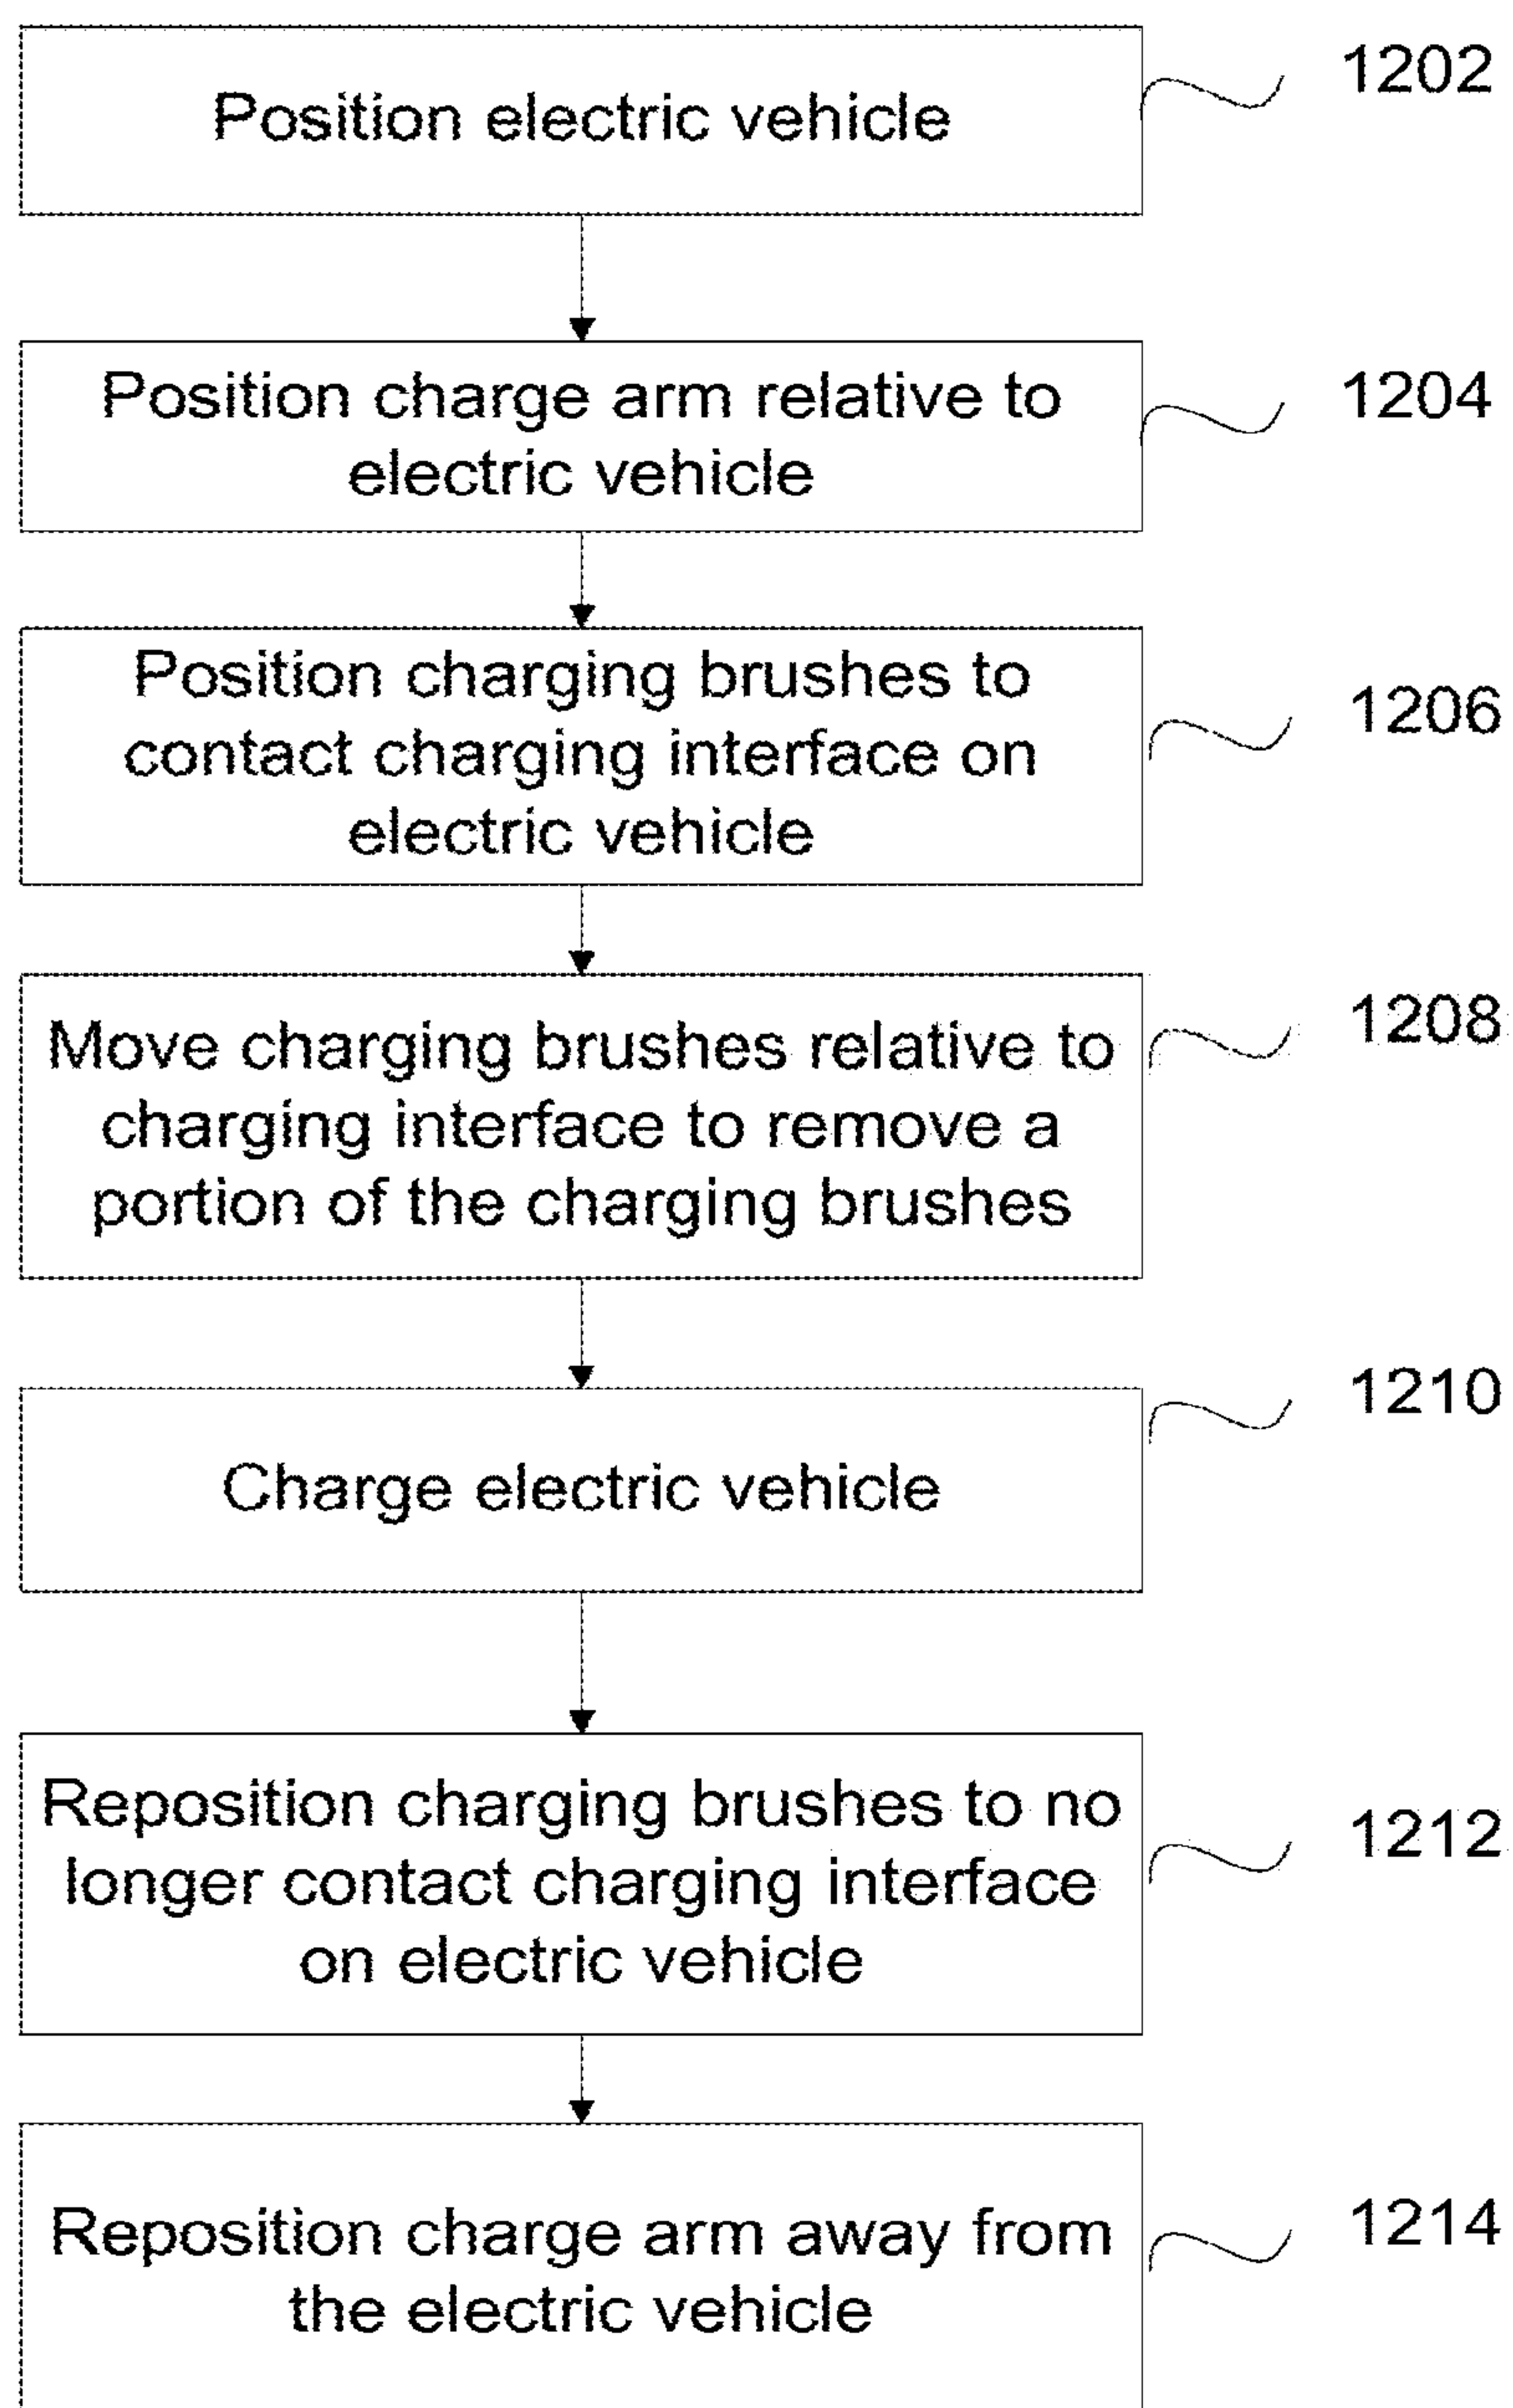 Position electric vehicle
1202
Position charge arm relative to
electric vehicle
1204
Position charging brushes to
contact charging interface on
electric vehicle
1206
Move charging brushes relative to
charging interface to remove a
portion of the charging brushes
1208
Charge electric vehicle
1210
Reposition charging brushes to no
longer contact charging interface
on electric vehicle
1212
Reposition charge arm away from
the electric vehicle
1214